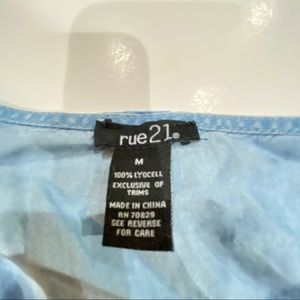 rue21®
M
100% LYOCELL
EXCLUSIVE OF
TRIMS
MADE IN CHINA
RN 70829
SEE REVERSE
FOR CARE